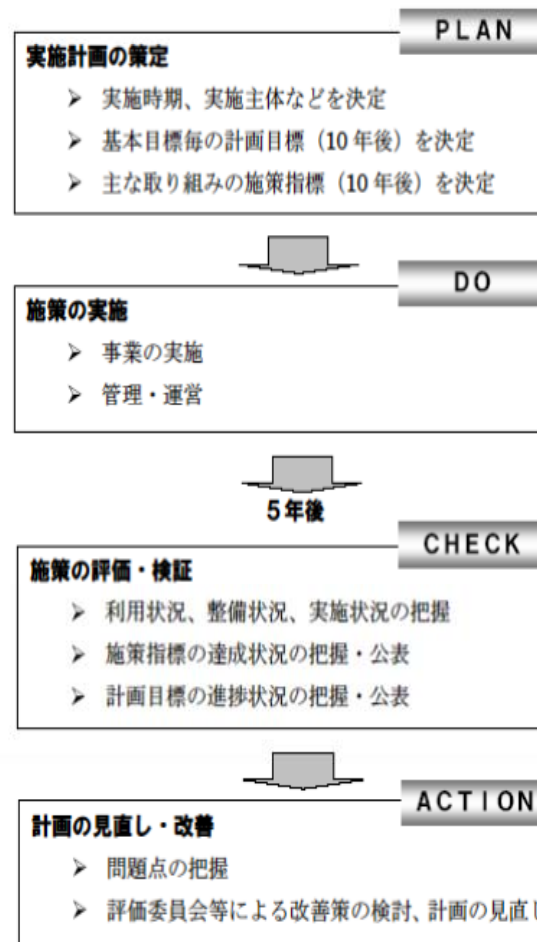 PLAN
実施計画の策定
➢ 実施時期、実施主体などを決定
➢ 基本目標毎の計画目標（10年後）を決定
➢ 主な取り組みの施策指標（10年後）を決定
DO
施策の実施
➢ 事業の実施
➢ 管理・運営
5年後
CHECK
施策の評価・検証
➢ 利用状況、整備状況、実施状況の把握
➢ 施策指標の達成状況の把握・公表
➢ 計画目標の進捗状況の把握・公表
ACTION
計画の見直し・改善
➢ 問題点の把握
➢ 評価委員会等による改善策の検討、計画の見直し